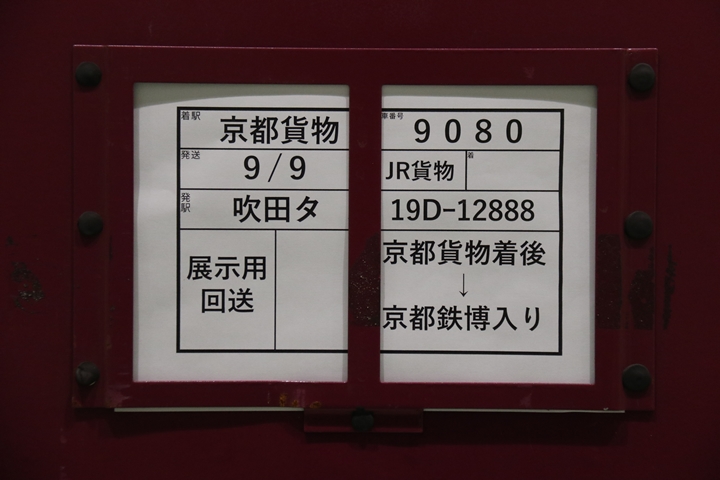 着駅 京都貨物
車番号 9080
発送 9/9
JR貨物 着
発駅 吹田タ
19D-12888
展示用
回送
京都貨物着後
↓
京都鉄博入り